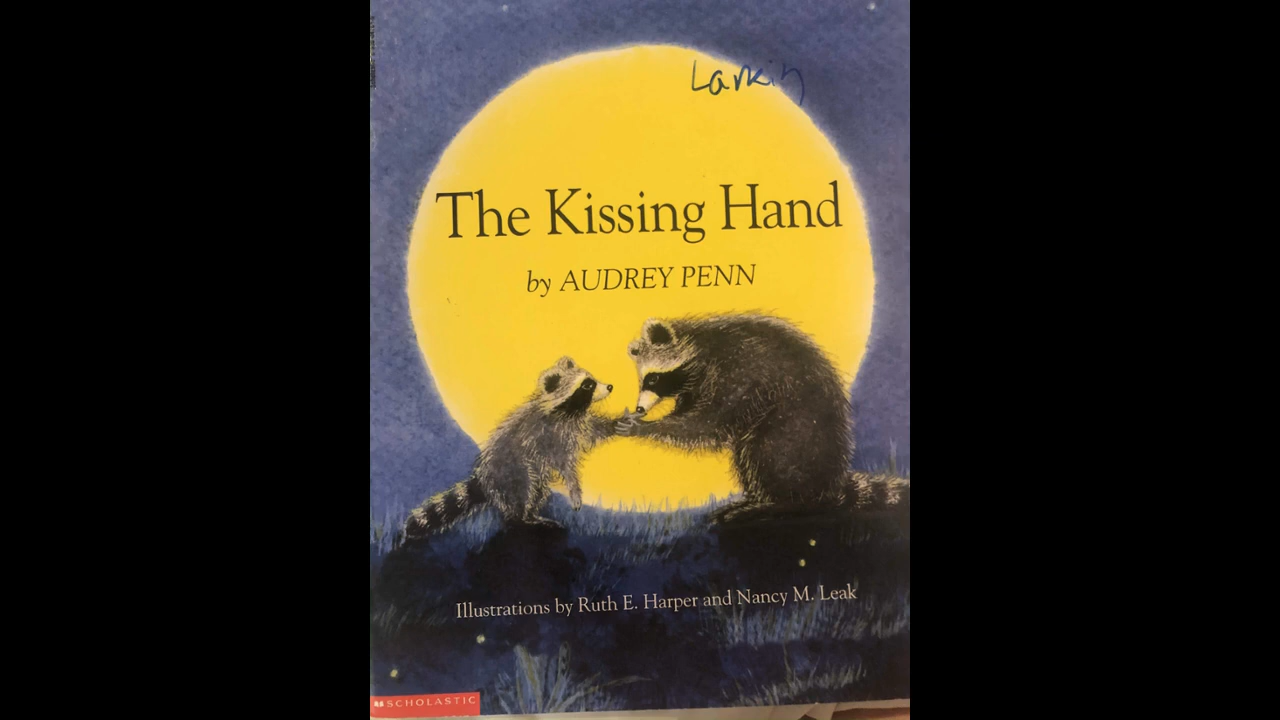 Larkin
The Kissing Hand
by AUDREY PENN
Illustrations by Ruth E. Harper and Nancy M. Leak
SCHOLASTIC